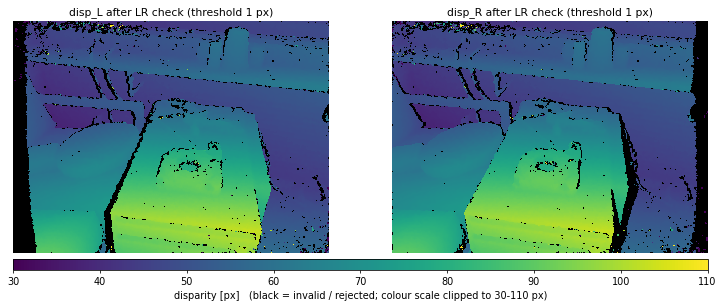 disp_L after LR check (threshold 1 px)
disp_R after LR check (threshold 1 px)
30 40 50 60 70 80 90 100 110
disparity [px] (black = invalid / rejected; colour scale clipped to 30-110 px)